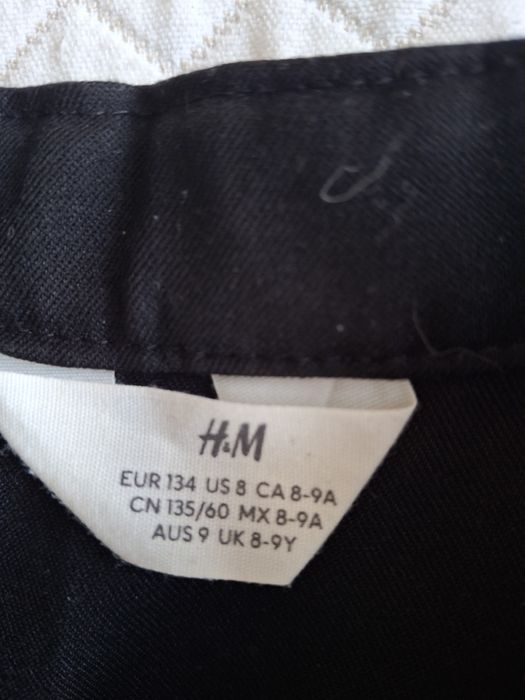 H&M
EUR 134 US 8 CA 8-9A
CN 135/60 MX 8-9A
AUS 9 UK 8-9Y